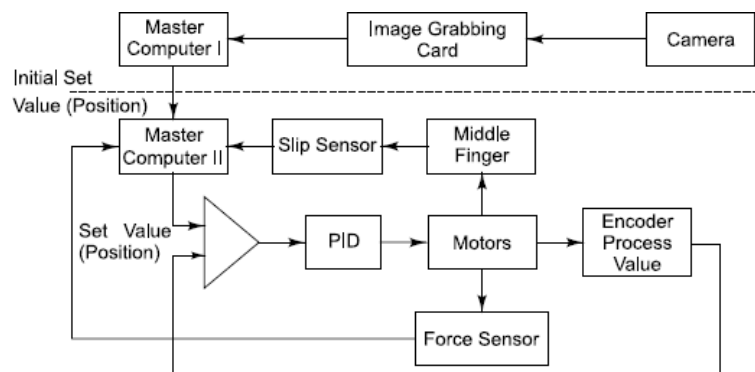 Master
Computer I
Image Grabbing
Card
Camera
Initial Set
Value (Position)
Master
Computer II
Slip Sensor
Middle
Finger
Set Value
(Position)
PID
Motors
Encoder
Process
Value
Force Sensor